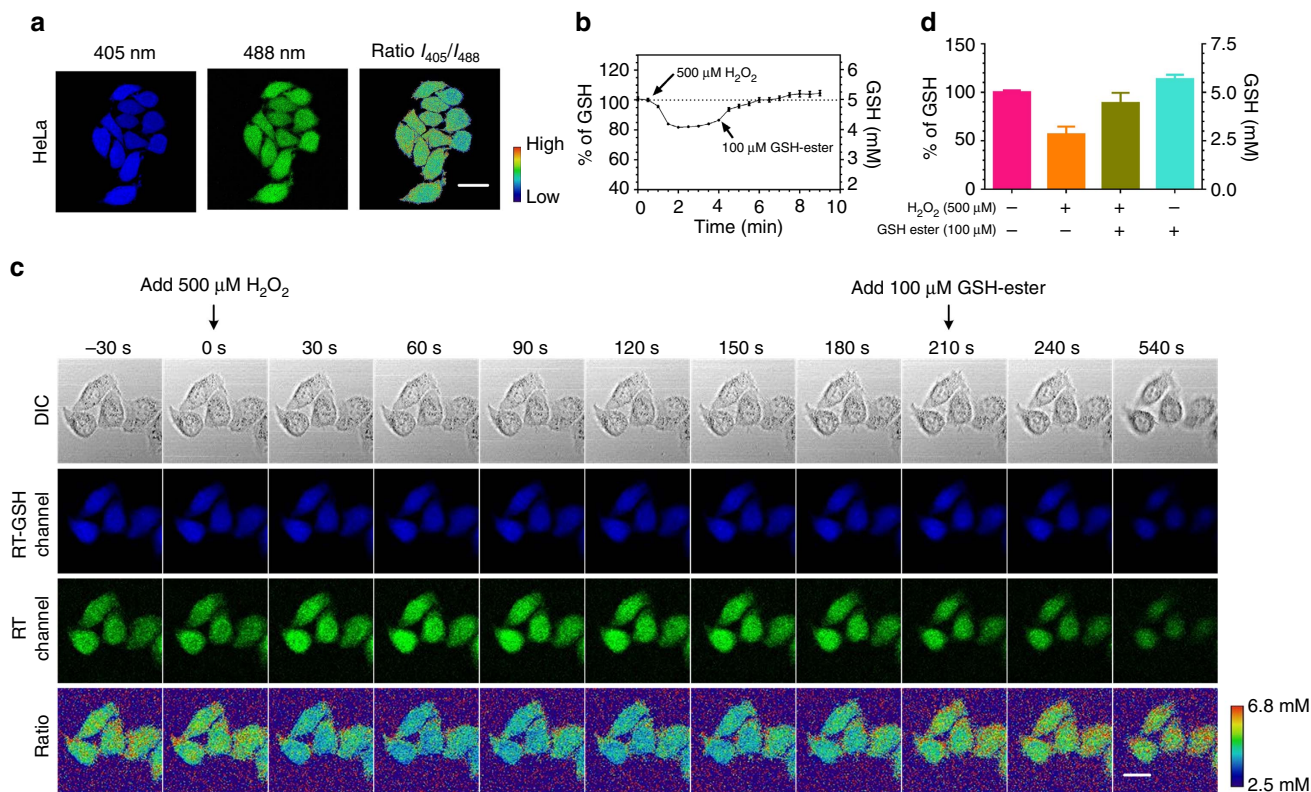 a
405 nm
488 nm
Ratio I405/I488
HeLa
High
Low
b
120
100
80
60
40
% of GSH
500 μM H2O2
100 μM GSH-ester
6
5
4
3
2
GSH (mM)
0 2 4 6 8 10
Time (min)
d
150
100
50
0
% of GSH
7.5
5.0
2.5
0.0
GSH (mM)
H2O2 (500 μM) − + + −
GSH ester (100 μM) − − + +
c
Add 500 μM H2O2
Add 100 μM GSH-ester
−30 s 0 s 30 s 60 s 90 s 120 s 150 s 180 s 210 s 240 s 540 s
DIC
RT-GSH
channel
RT
channel
Ratio
6.8 mM
2.5 mM